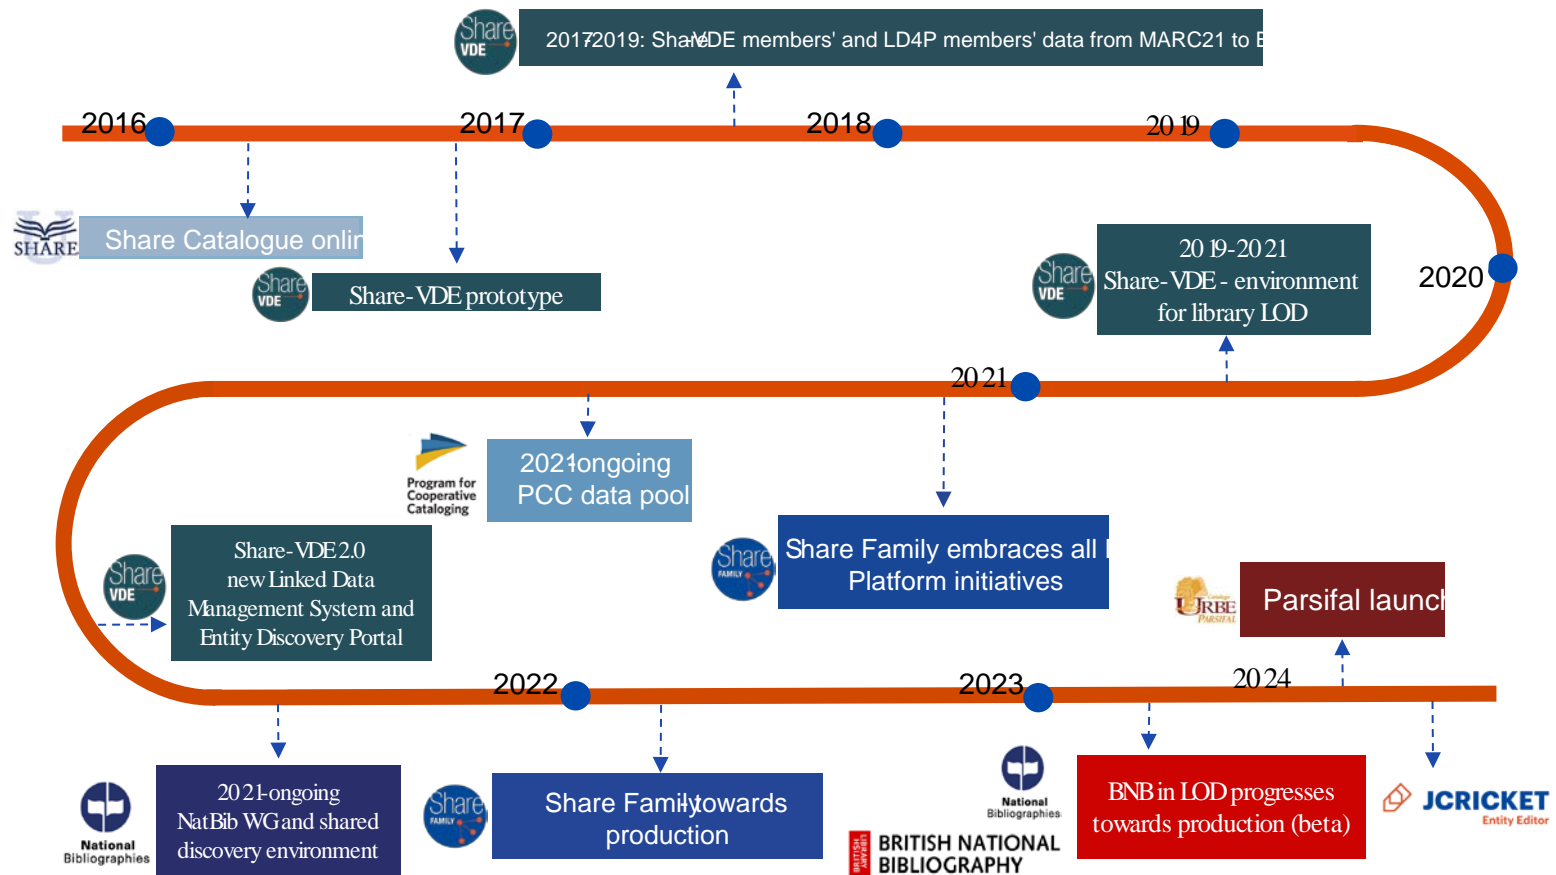 Share
VDE
2017-2019: Share-VDE members' and LD4P members' data from MARC21 to
2016
2017
2018
2019
SHARE
Share Catalogue onlin
Share
VDE
Share-VDE prototype
Share
VDE
2019-2021
Share-VDE - environment
for library LOD
2020
2021
Program for
Cooperative
Cataloging
2021-ongoing
PCC data pool
Share
FAMILY
Share Family embraces all
Platform initiatives
Share
VDE
Share-VDE 2.0
new Linked Data
Management System and
Entity Discovery Portal
Catalogo
URBE
PARSIFAL
Parsifal launch
2022
2023
2024
National
Bibliographies
2021-ongoing
NatBib WG and shared
discovery environment
Share
FAMILY
Share Family-towards
production
National
Bibliographies
BRITISH LIBRARY
BRITISH NATIONAL
BIBLIOGRAPHY
BNB in LOD progresses
towards production (beta)
JCRICKET
Entity Editor